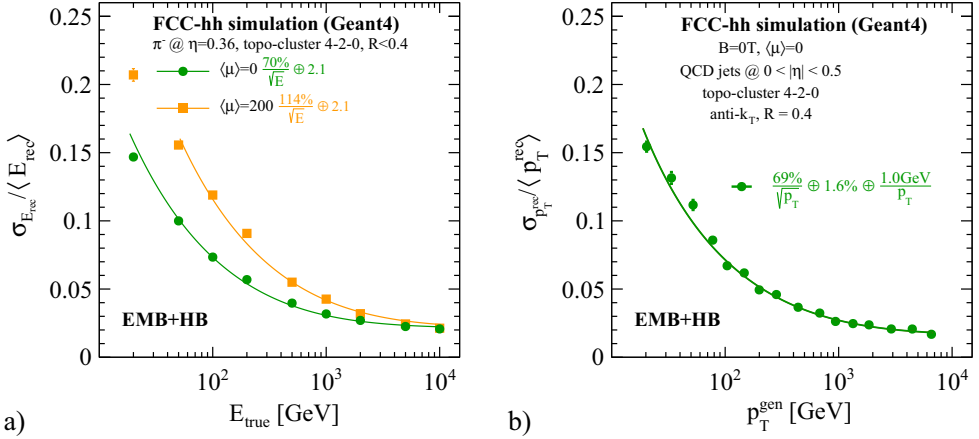 FCC-hh simulation (Geant4)
π⁻ @ η=0.36, topo-cluster 4-2-0, R<0.4
⟨μ⟩=0 70%/√E ⊕ 2.1
⟨μ⟩=200 114%/√E ⊕ 2.1
σ_E_rec/⟨E_rec⟩
0.25
0.2
0.15
0.1
0.05
0
EMB+HB
10² 10³ 10⁴
E_true [GeV]
a)
FCC-hh simulation (Geant4)
B=0T, ⟨μ⟩=0
QCD jets @ 0 < |η| < 0.5
topo-cluster 4-2-0
anti-k_T, R = 0.4
69%/√p_T ⊕ 1.6% ⊕ 1.0GeV/p_T
σ_p_T^rec/⟨p_T^rec⟩
0.25
0.2
0.15
0.1
0.05
0
EMB+HB
10² 10³ 10⁴
p_T^gen [GeV]
b)